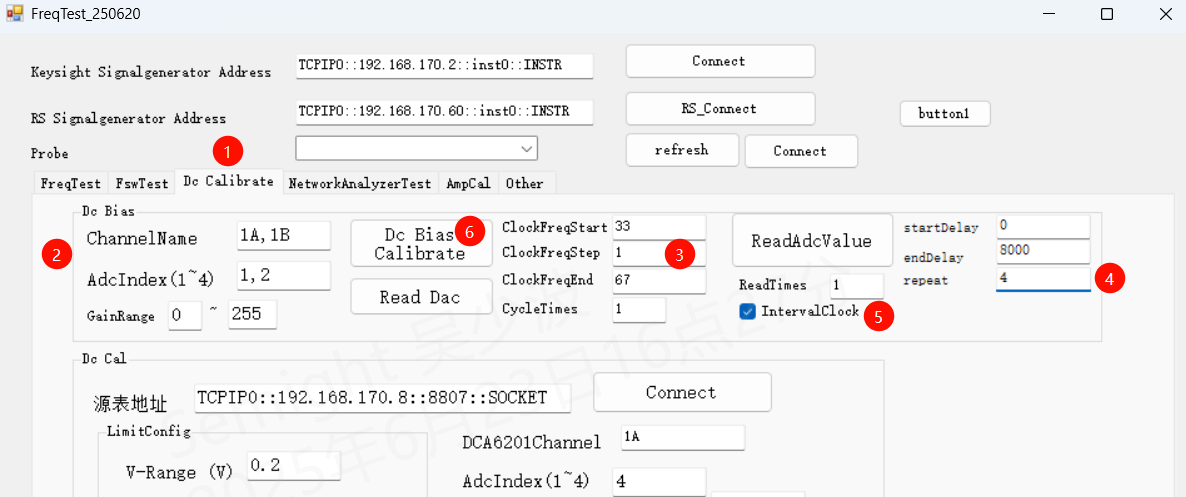 FreqTest_250620
Keysight Signalgenerator Address TCPIP0::192.168.170.2::inst0::INSTR Connect
RS Signalgenerator Address TCPIP0::192.168.170.60::inst0::INSTR RS_Connect button1
Probe refresh Connect
1
FreqTest FswTest Dc Calibrate NetworkAnalyzerTest AmpCal Other
Dc Bias
2 ChannelName 1A,1B
AdcIndex(1~4) 1,2
GainRange 0 ~ 255
Dc Bias Calibrate 6
Read Dac
ClockFreqStart 33
ClockFreqStep 1 3
ClockFreqEnd 67
CycleTimes 1
ReadAdcValue
ReadTimes 1
IntervalClock 5
startDelay 0
endDelay 8000
repeat 4 4
Dc Cal
源表地址 TCPIP0::192.168.170.8::8807::SOCKET Connect
LimitConfig
V-Range (V) 0.2
DCA6201Channel 1A
AdcIndex(1~4) 4